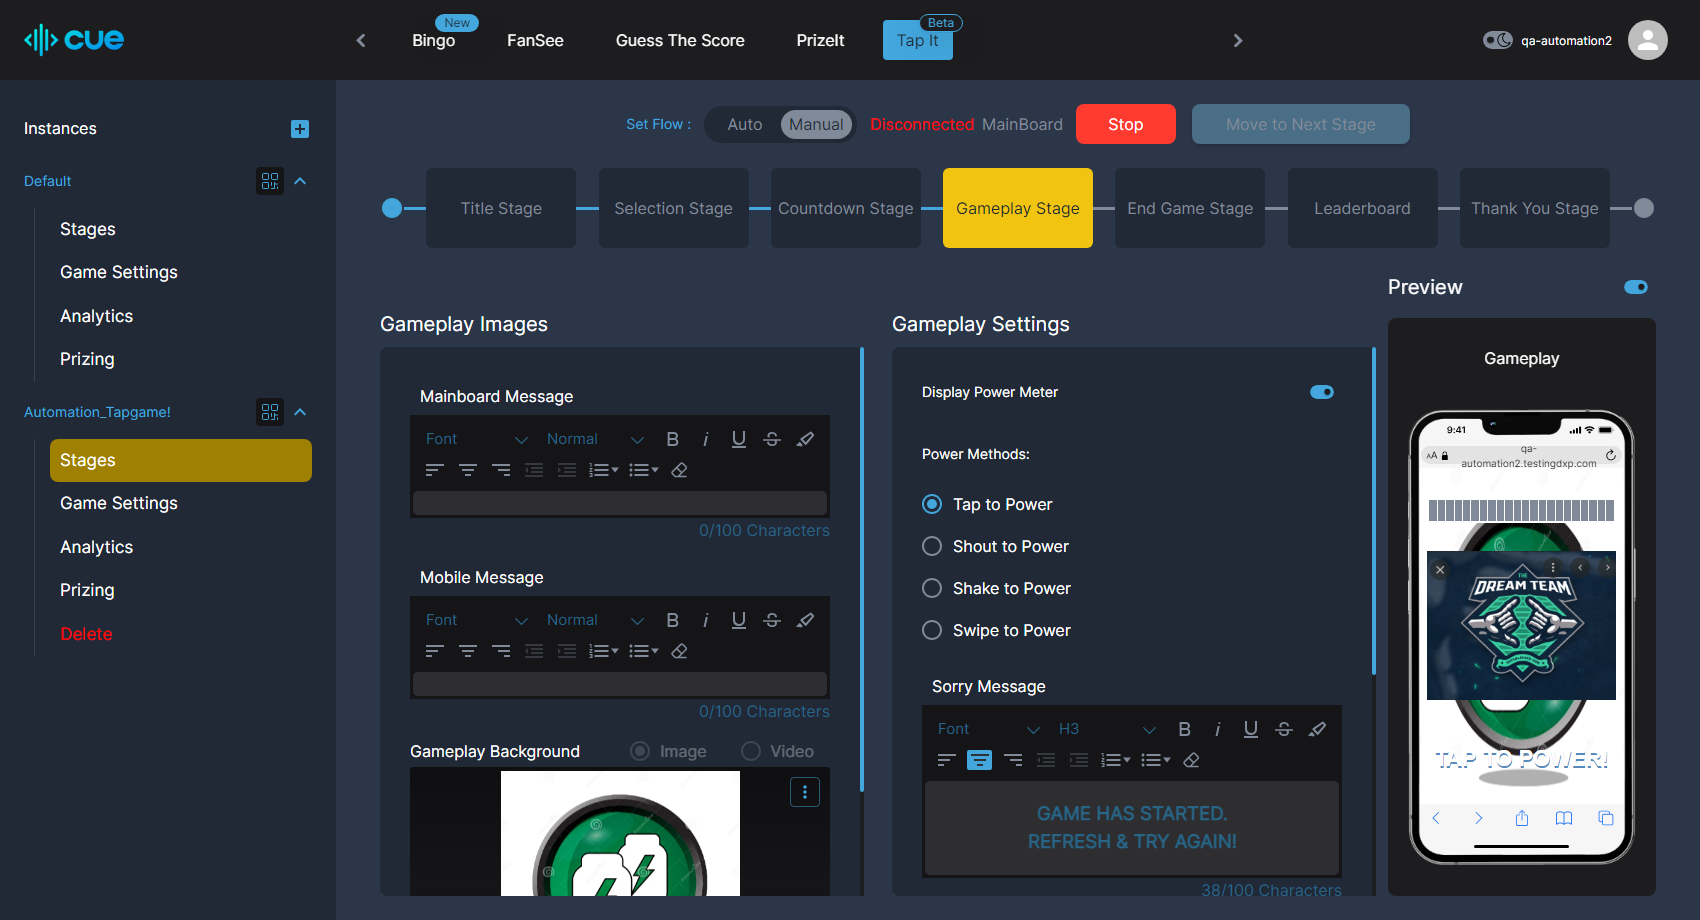 cue
New
Bingo
FanSee
Guess The Score
PrizeIt
Beta
Tap It
qa-automation2
Instances
Default
Stages
Game Settings
Analytics
Prizing
Automation_Tapgame!
Stages
Game Settings
Analytics
Prizing
Delete
Set Flow :
Auto
Manual
Disconnected MainBoard
Stop
Move to Next Stage
Title Stage
Selection Stage
Countdown Stage
Gameplay Stage
End Game Stage
Leaderboard
Thank You Stage
Gameplay Images
Mainboard Message
Font
Normal
B i U S
0/100 Characters
Mobile Message
Font
Normal
B i U S
0/100 Characters
Gameplay Background
Image
Video
Gameplay Settings
Display Power Meter
Power Methods:
Tap to Power
Shout to Power
Shake to Power
Swipe to Power
Sorry Message
Font
H3
B i U S
GAME HAS STARTED.
REFRESH & TRY AGAIN!
38/100 Characters
Preview
Gameplay
9:41
AA
qa-
automation2.testingdxp.com
THE
DREAM TEAM
TAP TO POWER!